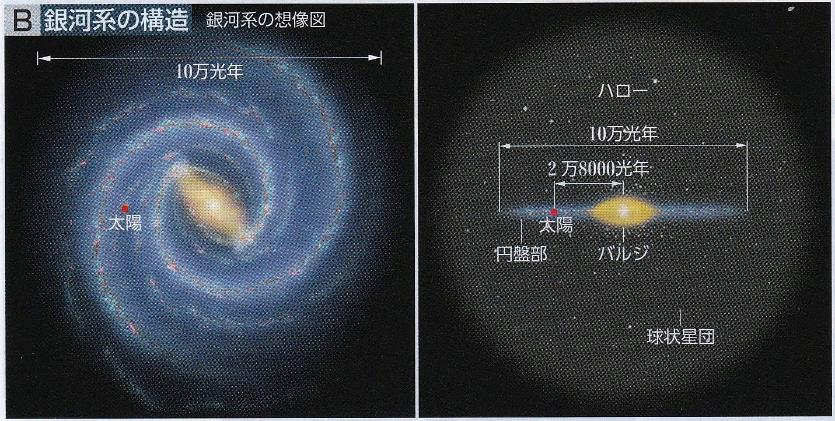 B 銀河系の構造 銀河系の想像図
10万光年
太陽
ハロー
10万光年
2万8000光年
太陽
円盤部
バルジ
球状星団